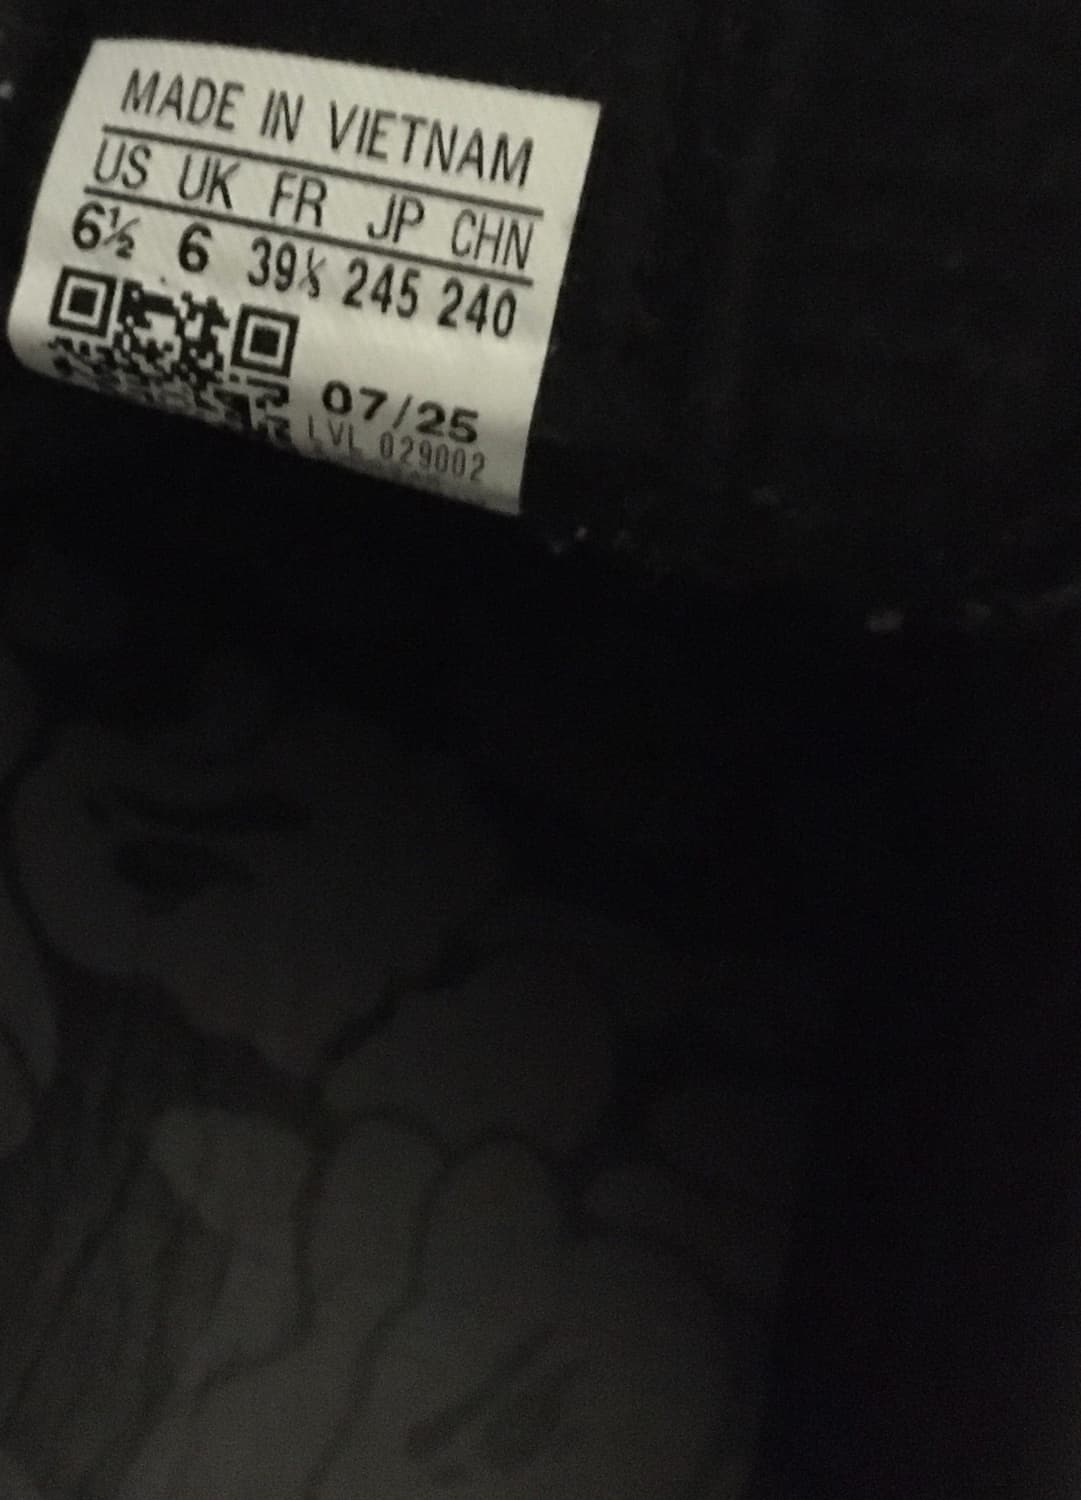 MADE IN VIETNAM
US UK FR JP CHN
6½ 6 39⅓ 245 240
07/25
LVL 029002